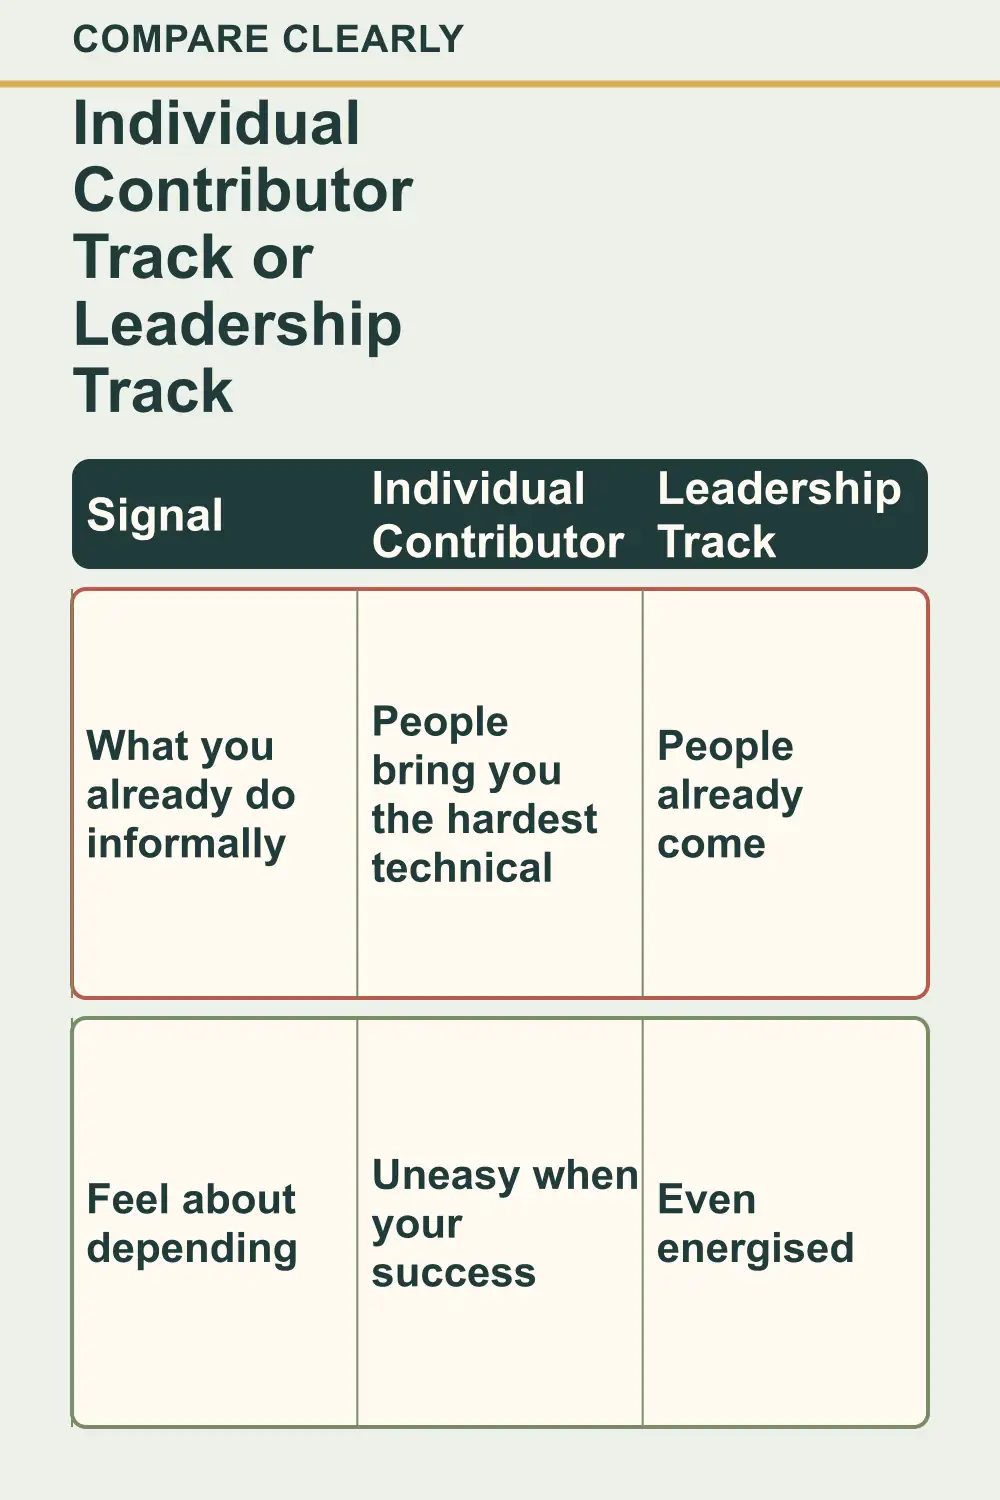 COMPARE CLEARLY
Individual
Contributor
Track or
Leadership
Track
Signal
Individual
Contributor
Leadership
Track
What you
already do
informally
People
bring you
the hardest
technical
People
already
come
Feel about
depending
Uneasy when
your
success
Even
energised